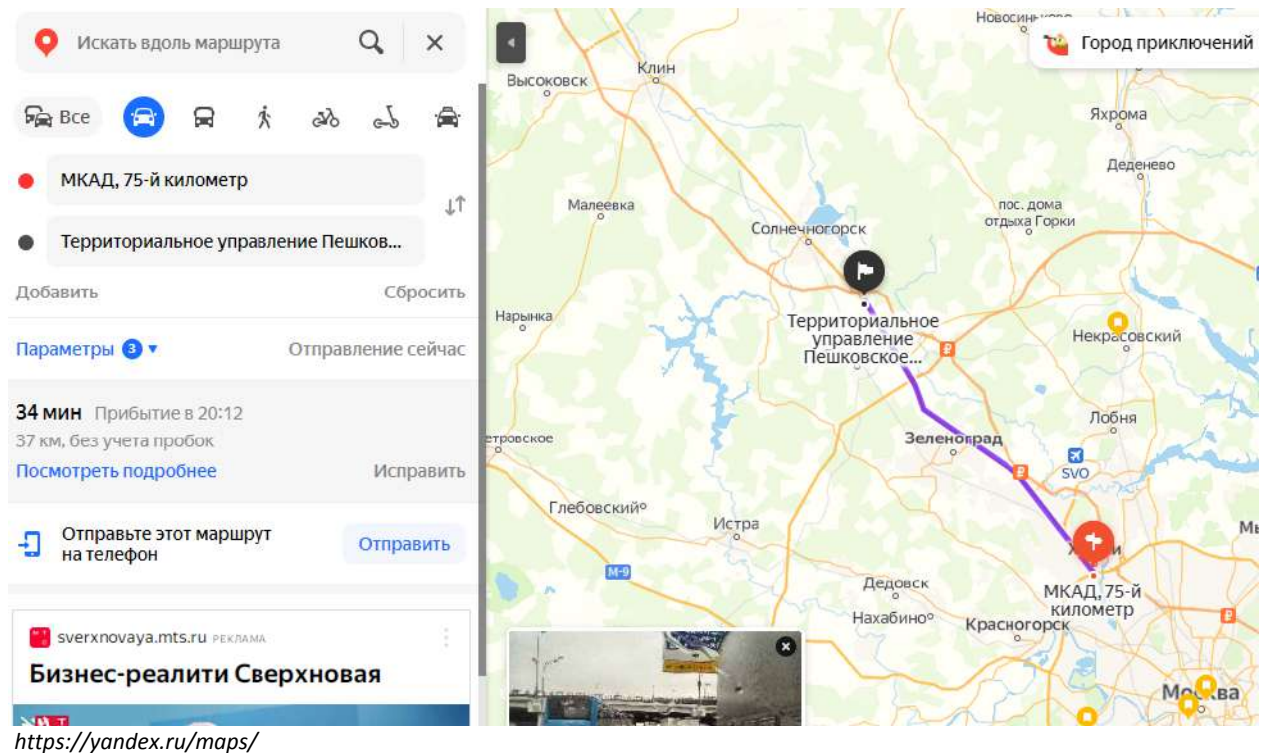 Искать вдоль маршрута
Все
МКАД, 75-й километр
Территориальное управление Пешков...
Добавить
Сбросить
Параметры 3
Отправление сейчас
34 мин Прибытие в 20:12
37 км, без учета пробок
Посмотреть подробнее
Исправить
Отправьте этот маршрут
на телефон
Отправить
sverxnovaya.mts.ru РЕКЛАМА
Бизнес-реалити Сверхновая
Город приключений
Клин
Высоковск
Яхрома
Деденево
Малеевка
пос. дома
отдыха Горки
Солнечногорск
Нарынка
Территориальное
управление
Пешковское...
Некрасовский
Лобня
Зеленоград
SVO
Глебовский
Истра
М-9
МКАД, 75-й
километр
Дедовск
Нахабино
Красногорск
https://yandex.ru/maps/